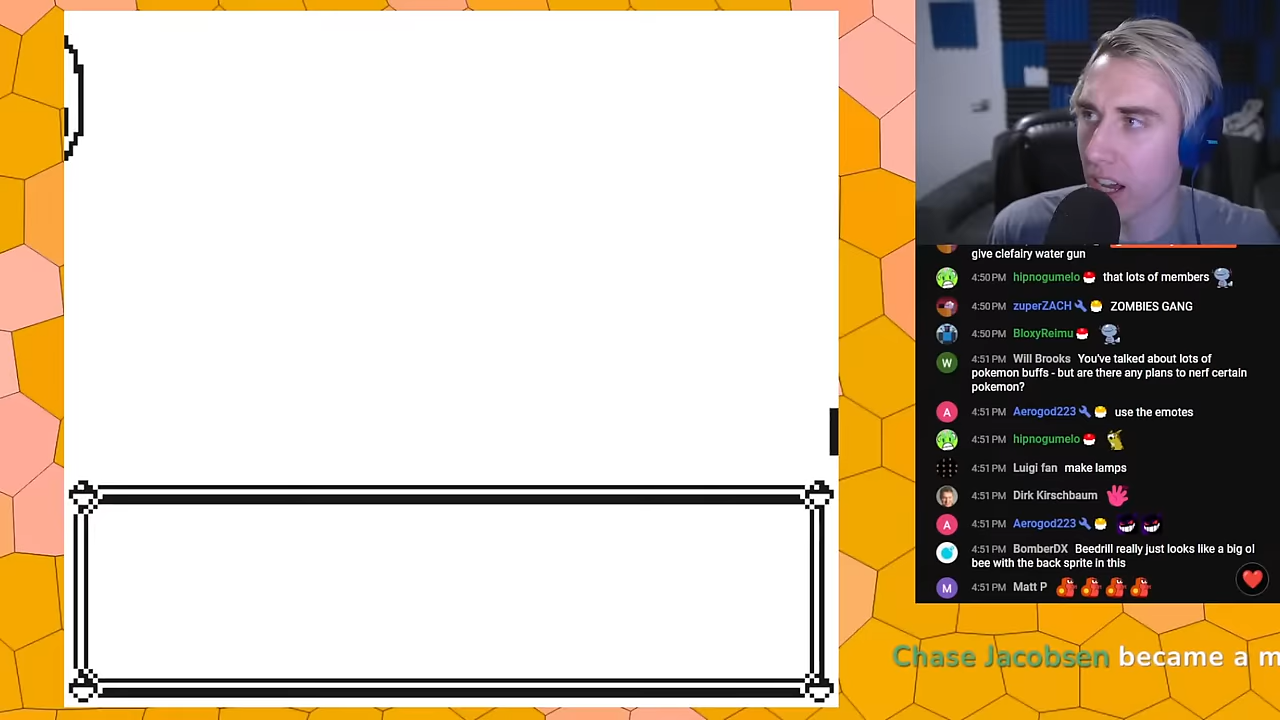 give clefairy water gun
4:50 PM hipnogumelo that lots of members
4:50 PM zuperZACH ZOMBIES GANG
4:50 PM BloxyReimu
W 4:51 PM Will Brooks You've talked about lots of
pokemon buffs - but are there any plans to nerf certain
pokemon?
A 4:51 PM Aerogod223 use the emotes
4:51 PM hipnogumelo
4:51 PM Luigi fan make lamps
4:51 PM Dirk Kirschbaum
A 4:51 PM Aerogod223
4:51 PM BomberDX Beedrill really just looks like a big ol
bee with the back sprite in this
M 4:51 PM Matt P
Chase Jacobsen became a m